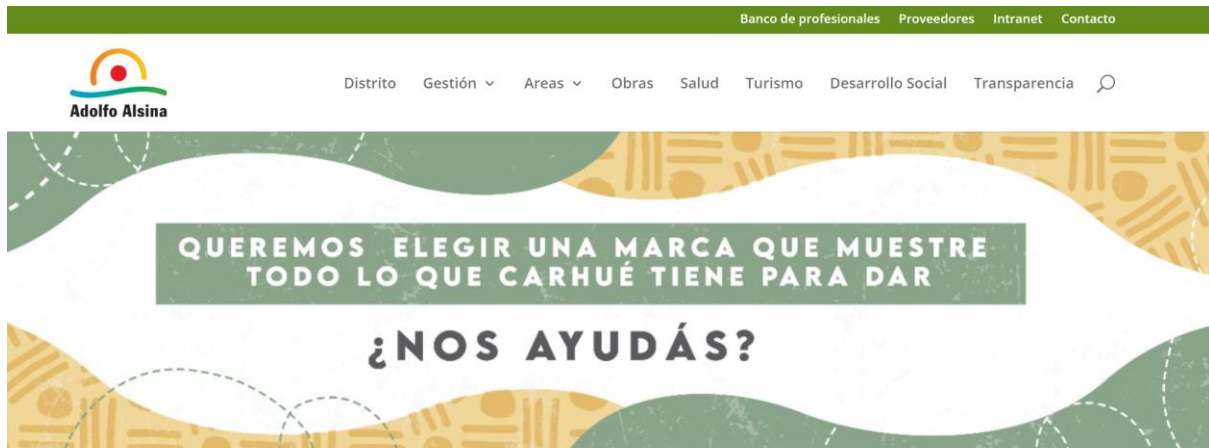 Banco de profesionales Proveedores Intranet Contacto
Adolfo Alsina
Distrito Gestión Areas Obras Salud Turismo Desarrollo Social Transparencia
QUEREMOS ELEGIR UNA MARCA QUE MUESTRE
TODO LO QUE CARHUÉ TIENE PARA DAR
¿NOS AYUDÁS?